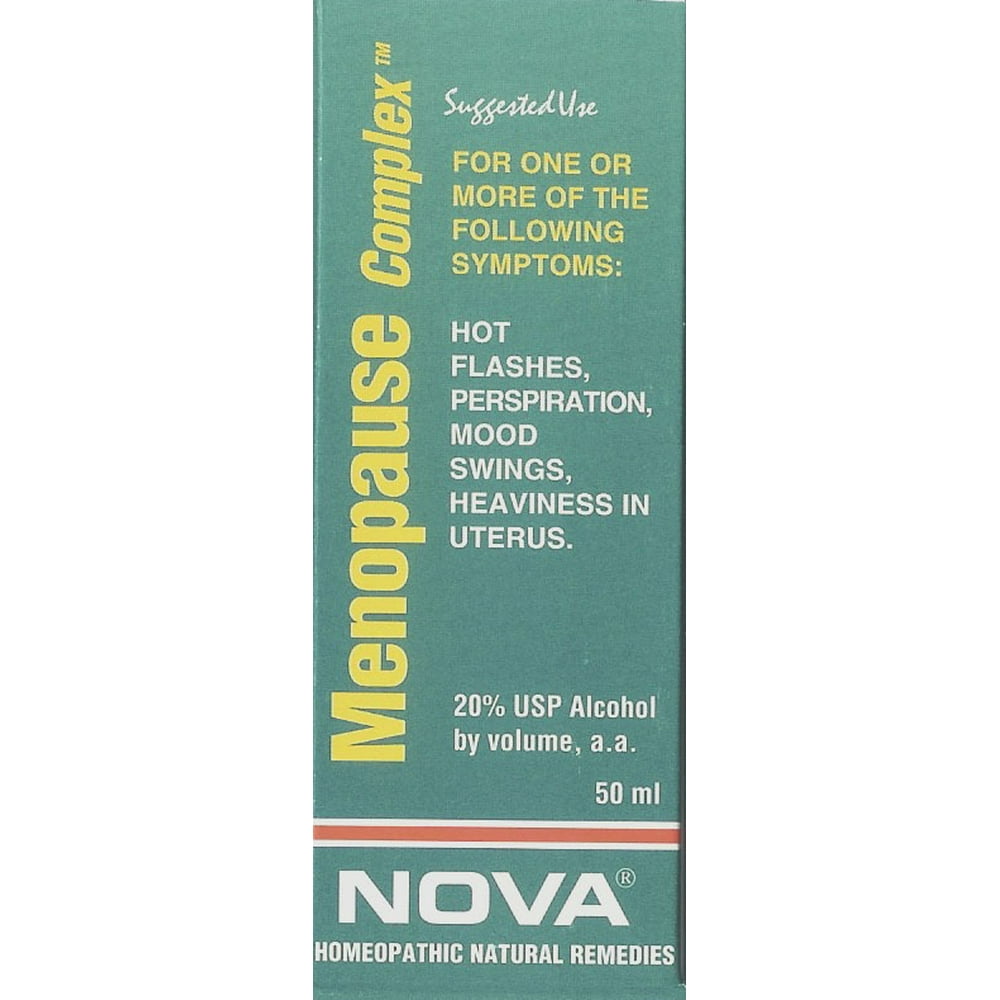 Menopause Complex™
Suggested Use
FOR ONE OR
MORE OF THE
FOLLOWING
SYMPTOMS:
HOT
FLASHES,
PERSPIRATION,
MOOD
SWINGS,
HEAVINESS IN
UTERUS.
20% USP Alcohol
by volume, a.a.
50 ml
NOVA®
HOMEOPATHIC NATURAL REMEDIES